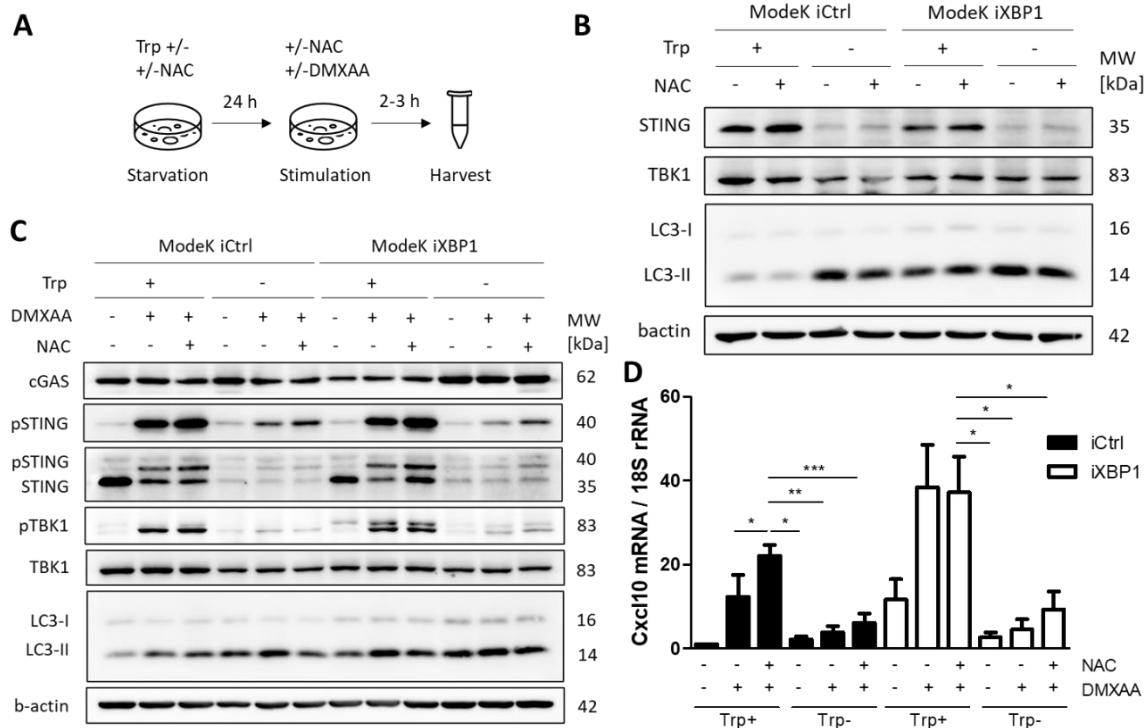 A
Trp +/-
+/-NAC
+/-NAC
+/-DMXAA
24 h
2-3 h
Starvation
Stimulation
Harvest
B
ModeK iCtrl
ModeK iXBP1
Trp + - + -
MW
[kDa]
NAC - + - + - + - +
STING 35
TBK1 83
LC3-I 16
LC3-II 14
bactin 42
C
ModeK iCtrl
ModeK iXBP1
Trp + - + -
DMXAA - + + - + + - + + - + +
MW
[kDa]
NAC - - + - - + - - + - - +
cGAS 62
pSTING 40
pSTING 40
STING 35
pTBK1 83
TBK1 83
LC3-I 16
LC3-II 14
b-actin 42
D
Cxcl10 mRNA / 18S rRNA
60
40
20
0
* * ** *** * * *
iCtrl
iXBP1
- - + - - + - - + - - + NAC
- + + - + + - + + - + + DMXAA
Trp+ Trp- Trp+ Trp-